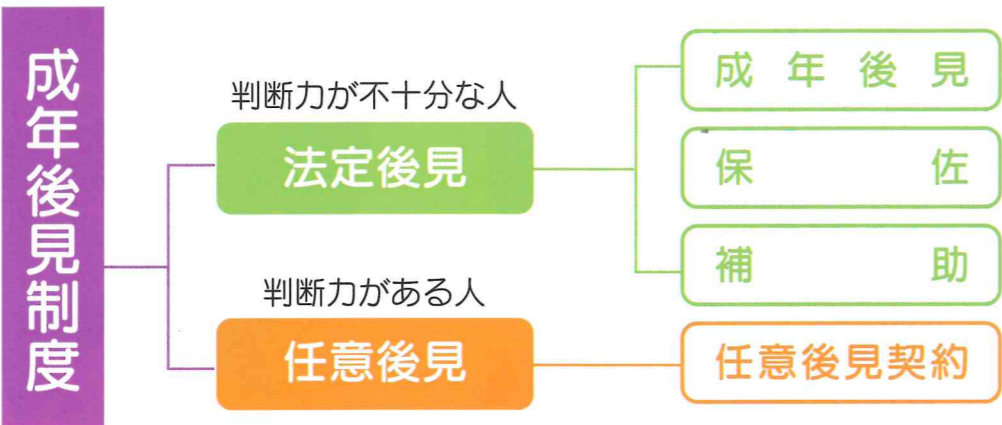 成年後見制度
判断力が不十分な人
法定後見
成年後見
保佐
補助
判断力がある人
任意後見
任意後見契約